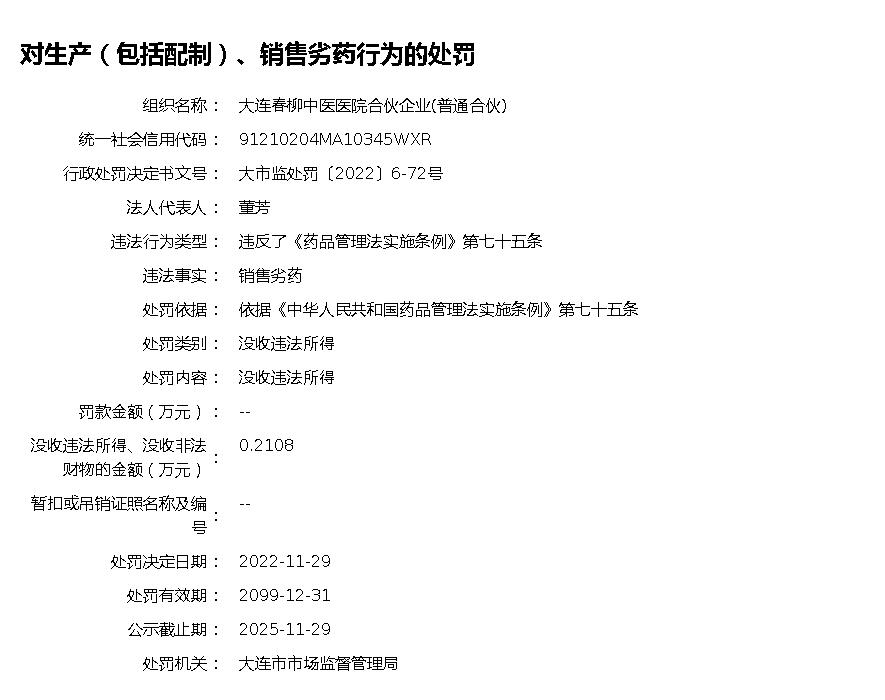 对生产（包括配制）、销售劣药行为的处罚
组织名称： 大连春柳中医医院合伙企业(普通合伙)
统一社会信用代码： 91210204MA10345WXR
行政处罚决定书文号： 大市监处罚〔2022〕6-72号
法人代表人： 董芳
违法行为类型： 违反了《药品管理法实施条例》第七十五条
违法事实： 销售劣药
处罚依据： 依据《中华人民共和国药品管理法实施条例》第七十五条
处罚类别： 没收违法所得
处罚内容： 没收违法所得
罚款金额（万元）： --
没收违法所得、没收非法
财物的金额（万元）： 0.2108
暂扣或吊销证照名称及编
号： --
处罚决定日期： 2022-11-29
处罚有效期： 2099-12-31
公示截止期： 2025-11-29
处罚机关： 大连市市场监督管理局